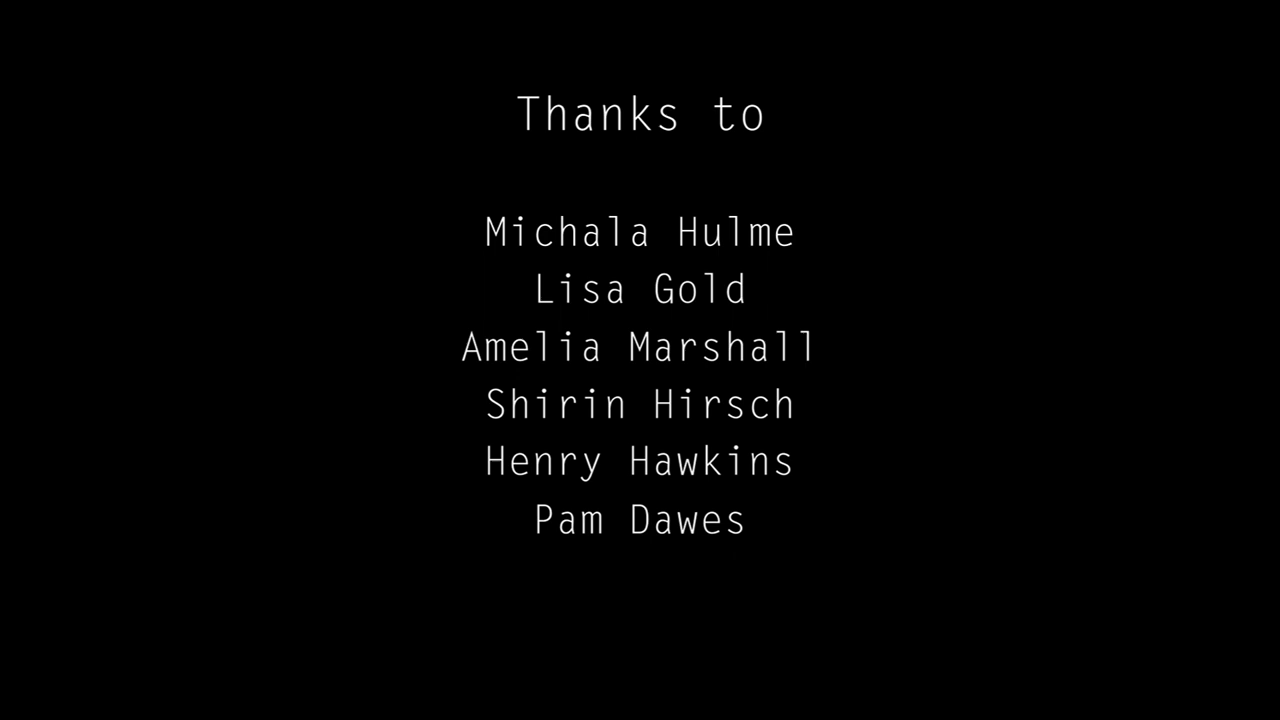 Thanks to
Michala Hulme
Lisa Gold
Amelia Marshall
Shirin Hirsch
Henry Hawkins
Pam Dawes